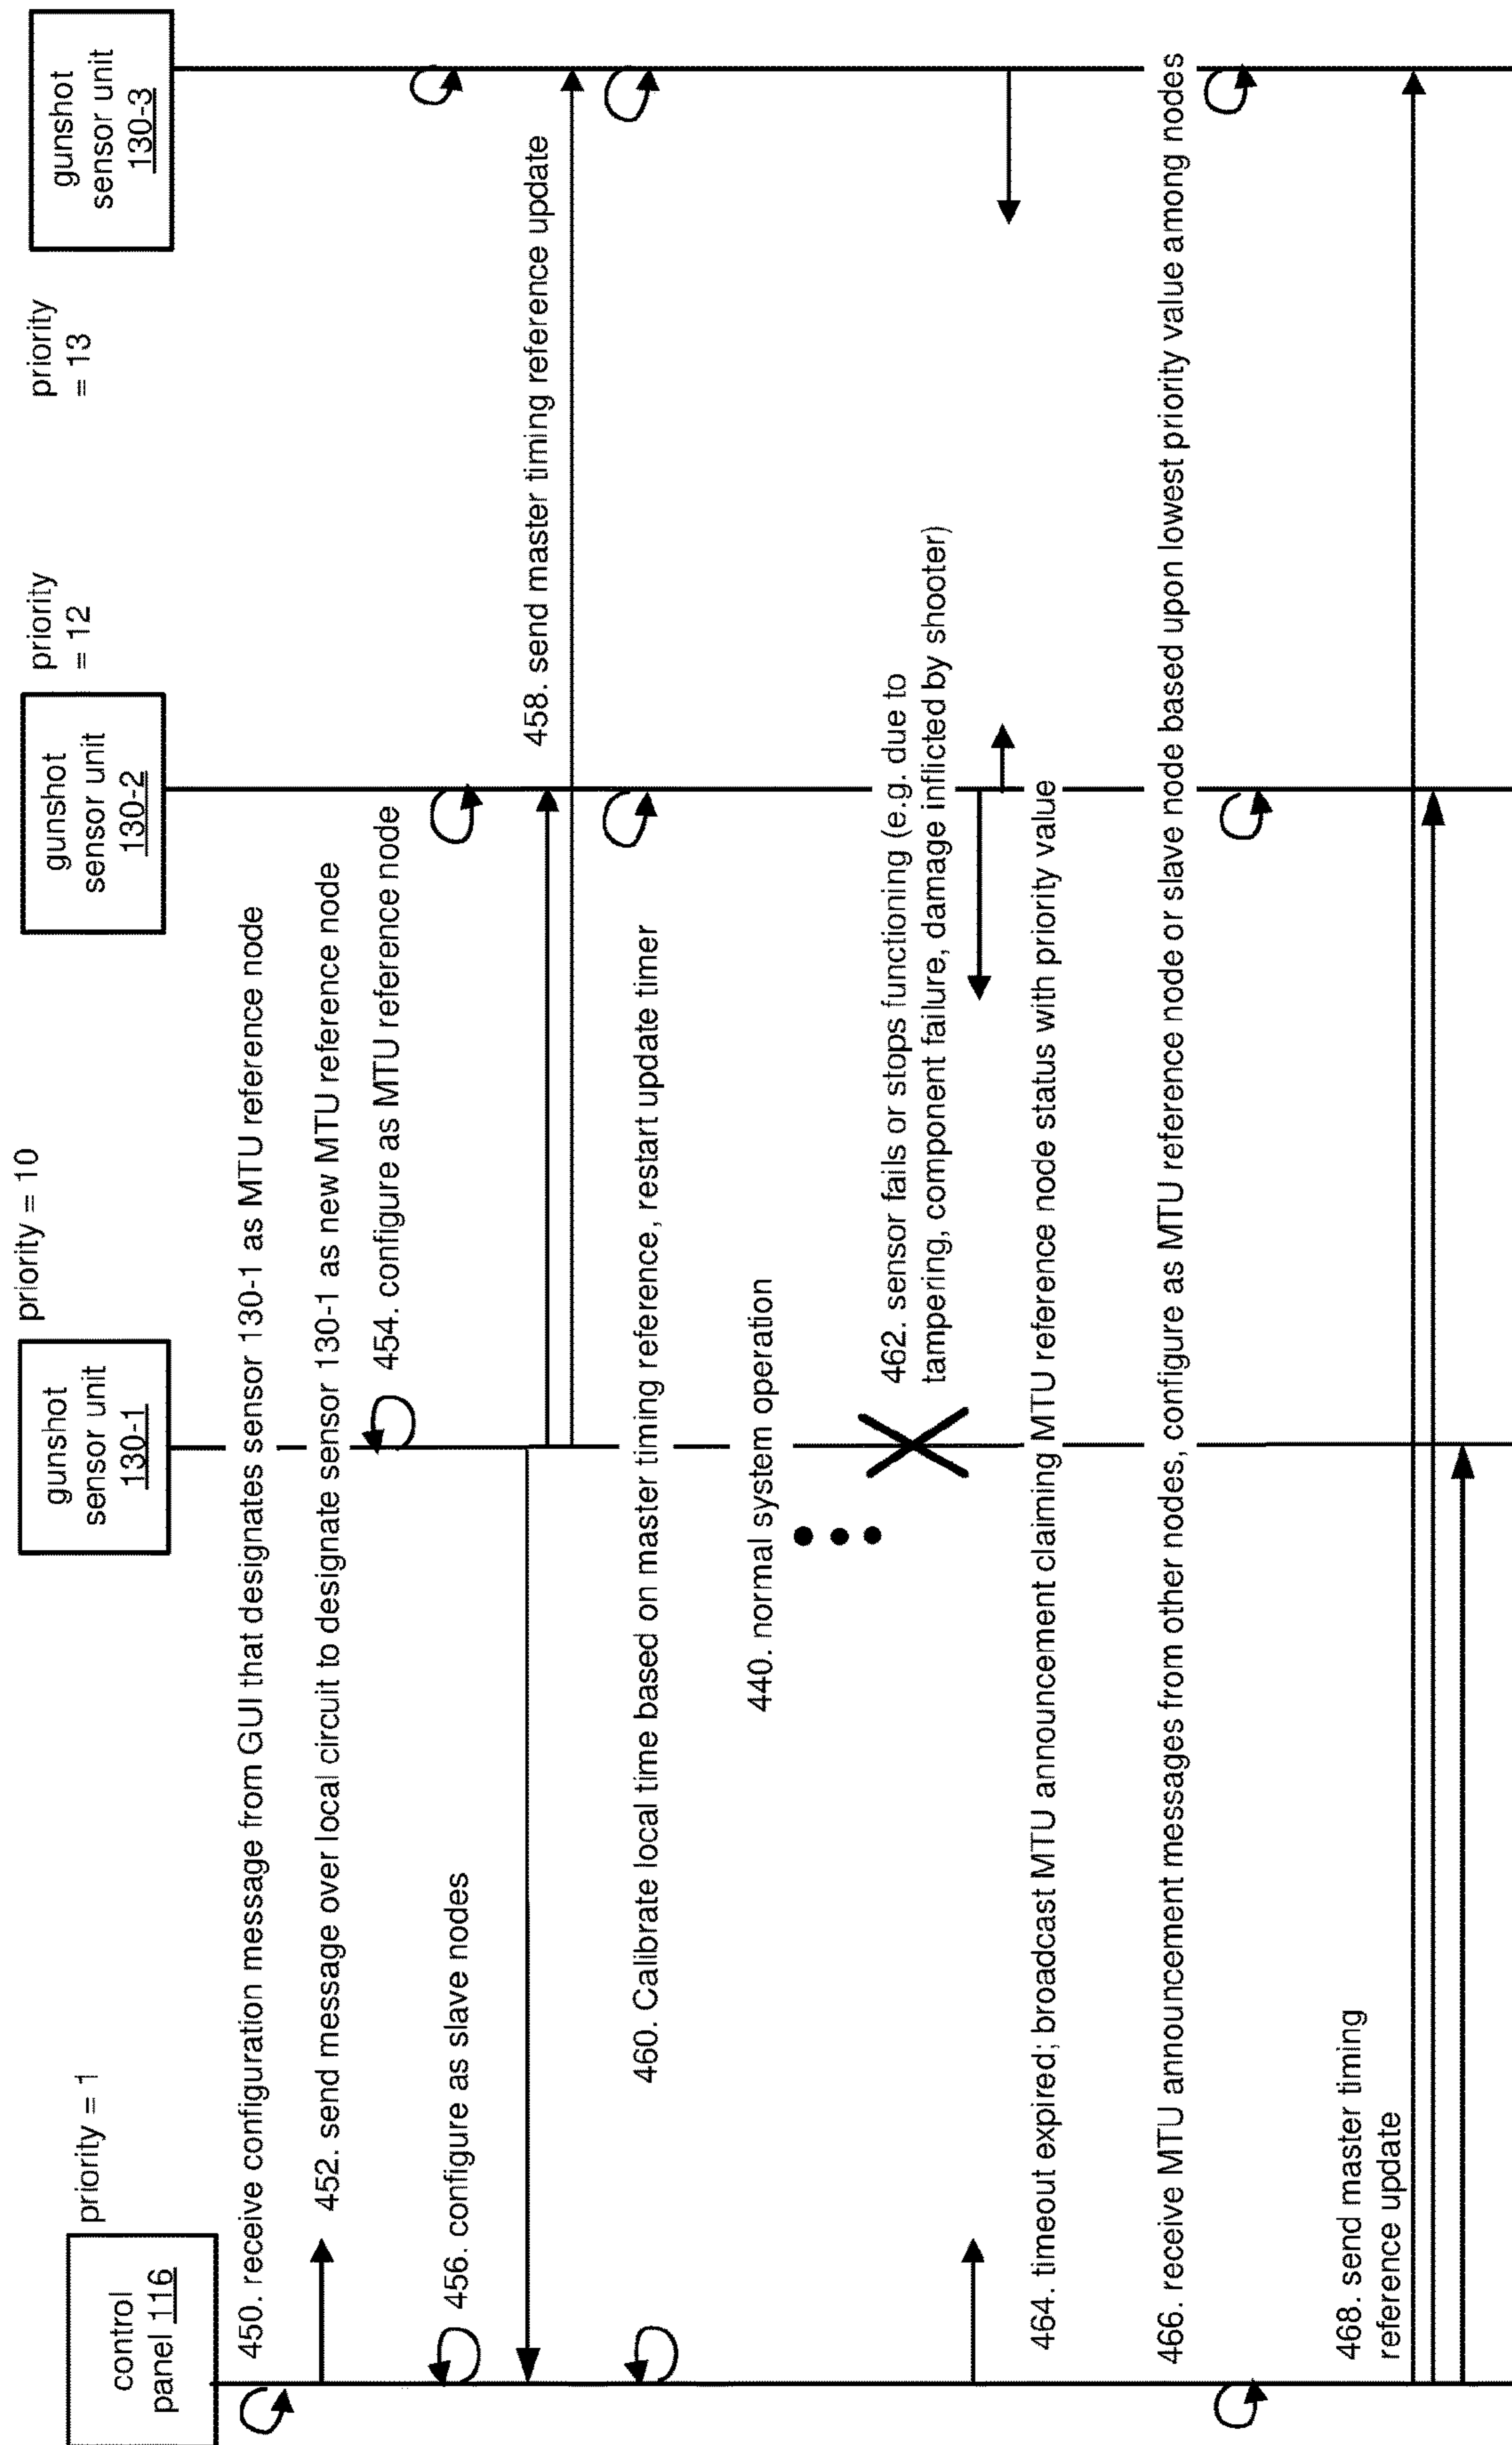 control
panel 116
priority = 1
gunshot
sensor unit
130-1
priority = 10
gunshot
sensor unit
130-2
priority
= 12
gunshot
sensor unit
130-3
priority
= 13
450. receive configuration message from GUI that designates sensor 130-1 as MTU reference node
452. send message over local circuit to designate sensor 130-1 as new MTU reference node
454. configure as MTU reference node
456. configure as slave nodes
458. send master timing reference update
460. Calibrate local time based on master timing reference, restart update timer
440. normal system operation
462. sensor fails or stops functioning (e.g. due to
tampering, component failure, damage inflicted by shooter)
464. timeout expired; broadcast MTU announcement claiming MTU reference node status with priority value
466. receive MTU announcement messages from other nodes, configure as MTU reference node or slave node based upon lowest priority value among nodes
468. send master timing
reference update